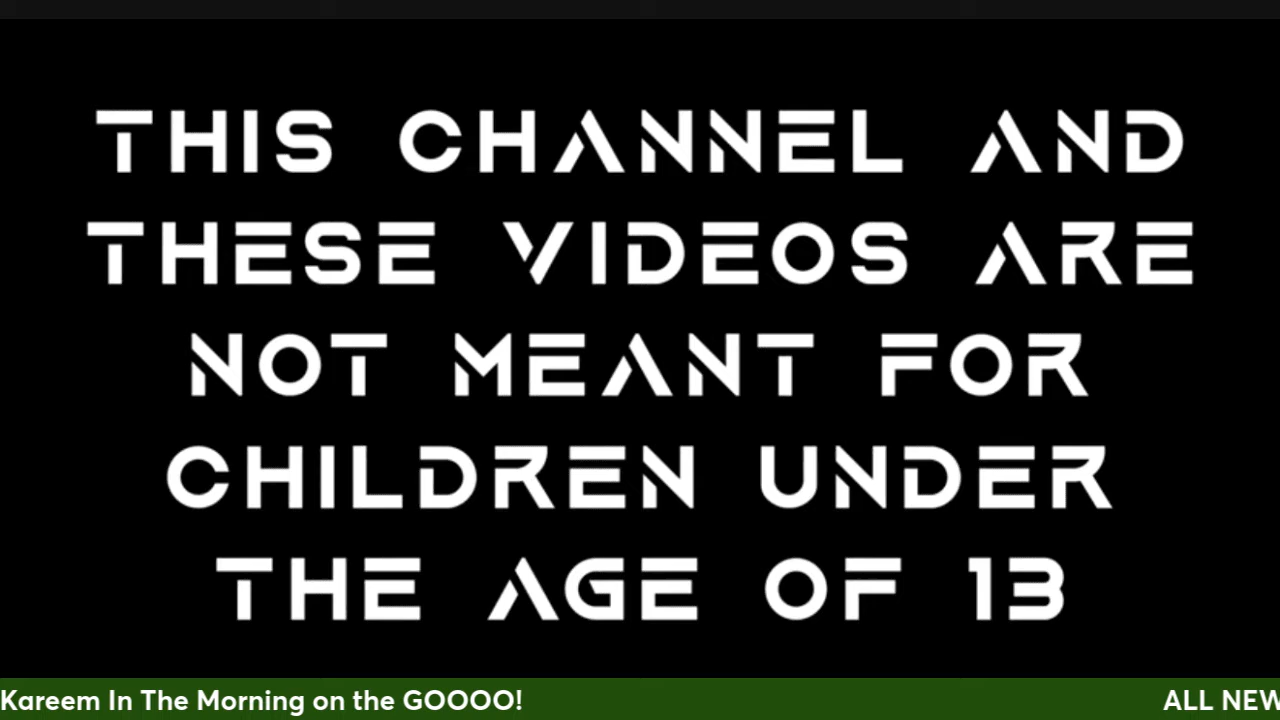 THIS CHANNEL AND
THESE VIDEOS ARE
NOT MEANT FOR
CHILDREN UNDER
THE AGE OF 13
Kareem In The Morning on the GOOOO! ALL NEW